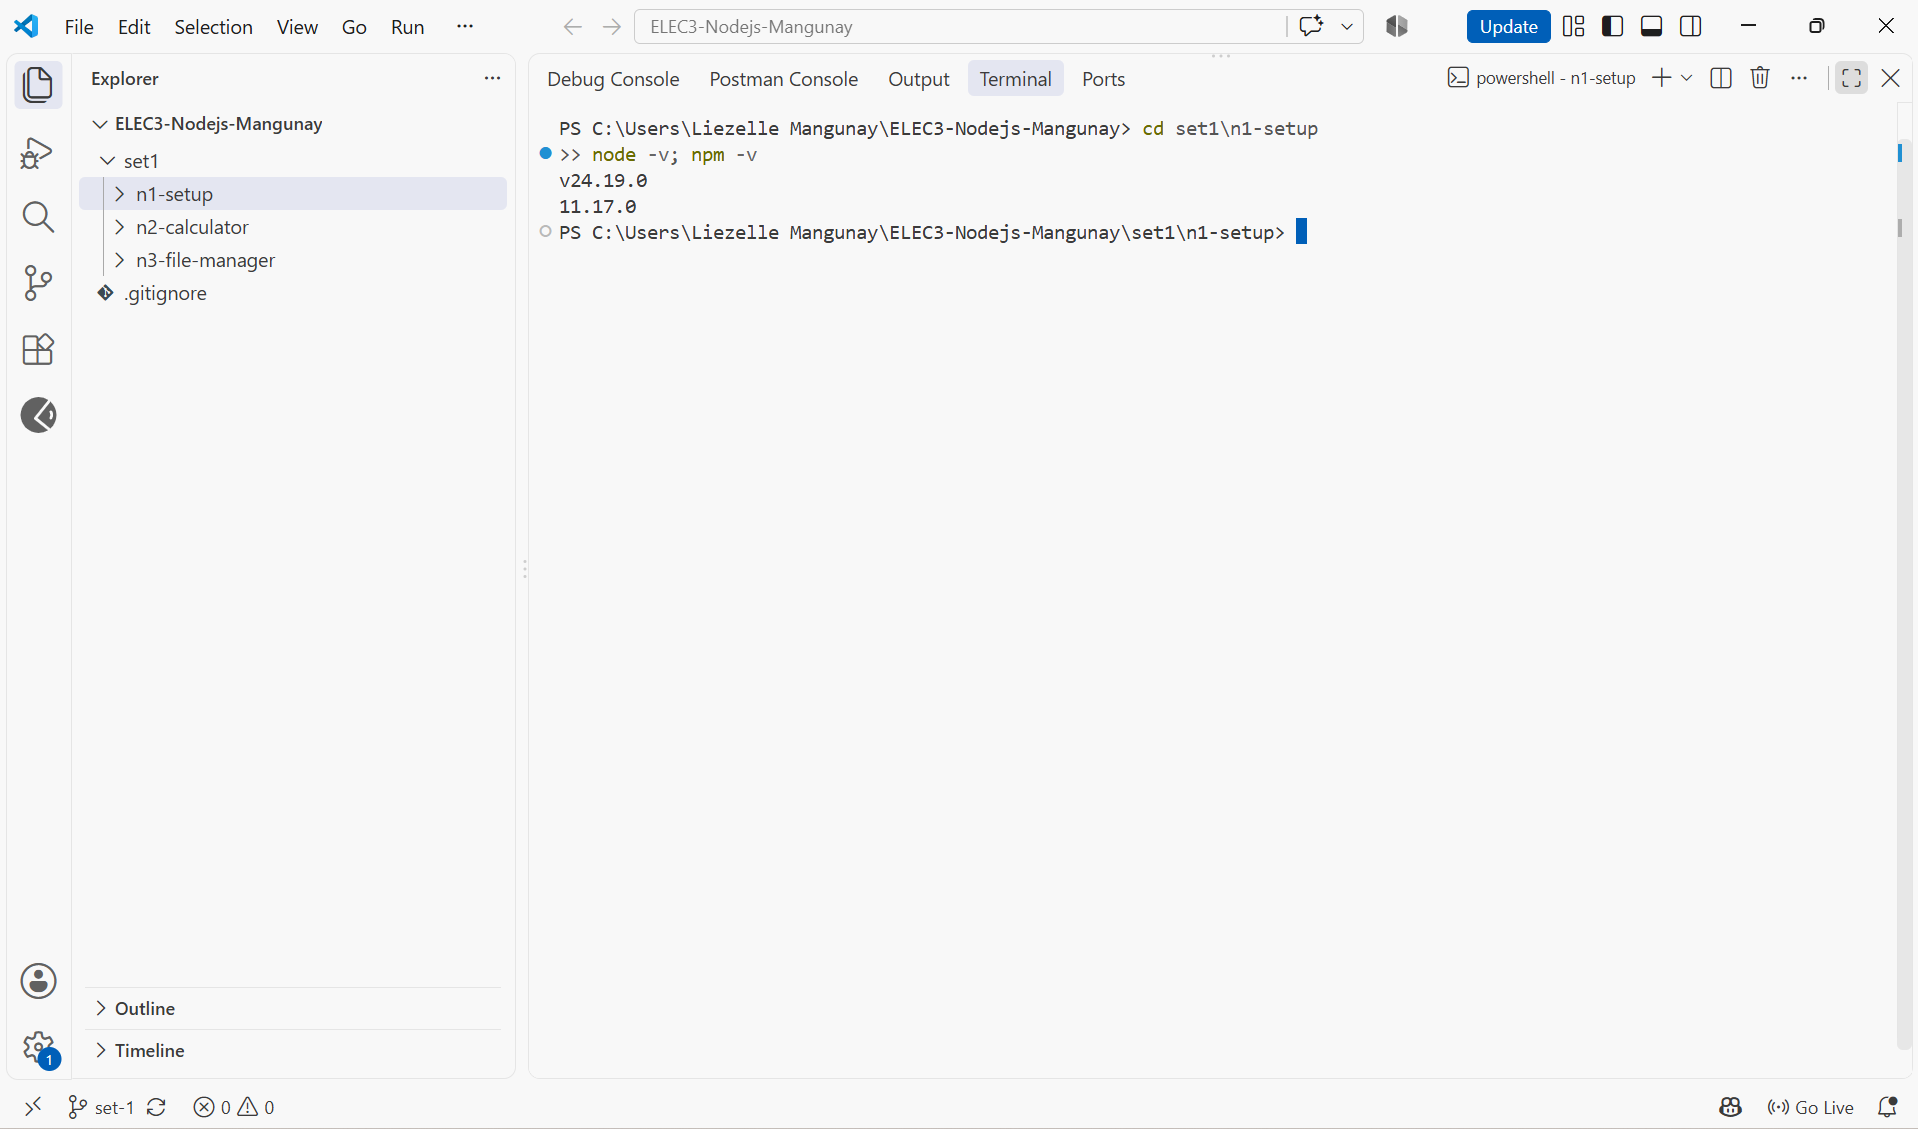 File Edit Selection View Go Run ···
ELEC3-Nodejs-Mangunay
Update
Explorer
ELEC3-Nodejs-Mangunay
set1
n1-setup
n2-calculator
n3-file-manager
.gitignore
Outline
Timeline
Debug Console Postman Console Output Terminal Ports
powershell - n1-setup
PS C:\Users\Liezelle Mangunay\ELEC3-Nodejs-Mangunay> cd set1\n1-setup
>> node -v; npm -v
v24.19.0
11.17.0
PS C:\Users\Liezelle Mangunay\ELEC3-Nodejs-Mangunay\set1\n1-setup>
1
set-1 0 0
Go Live